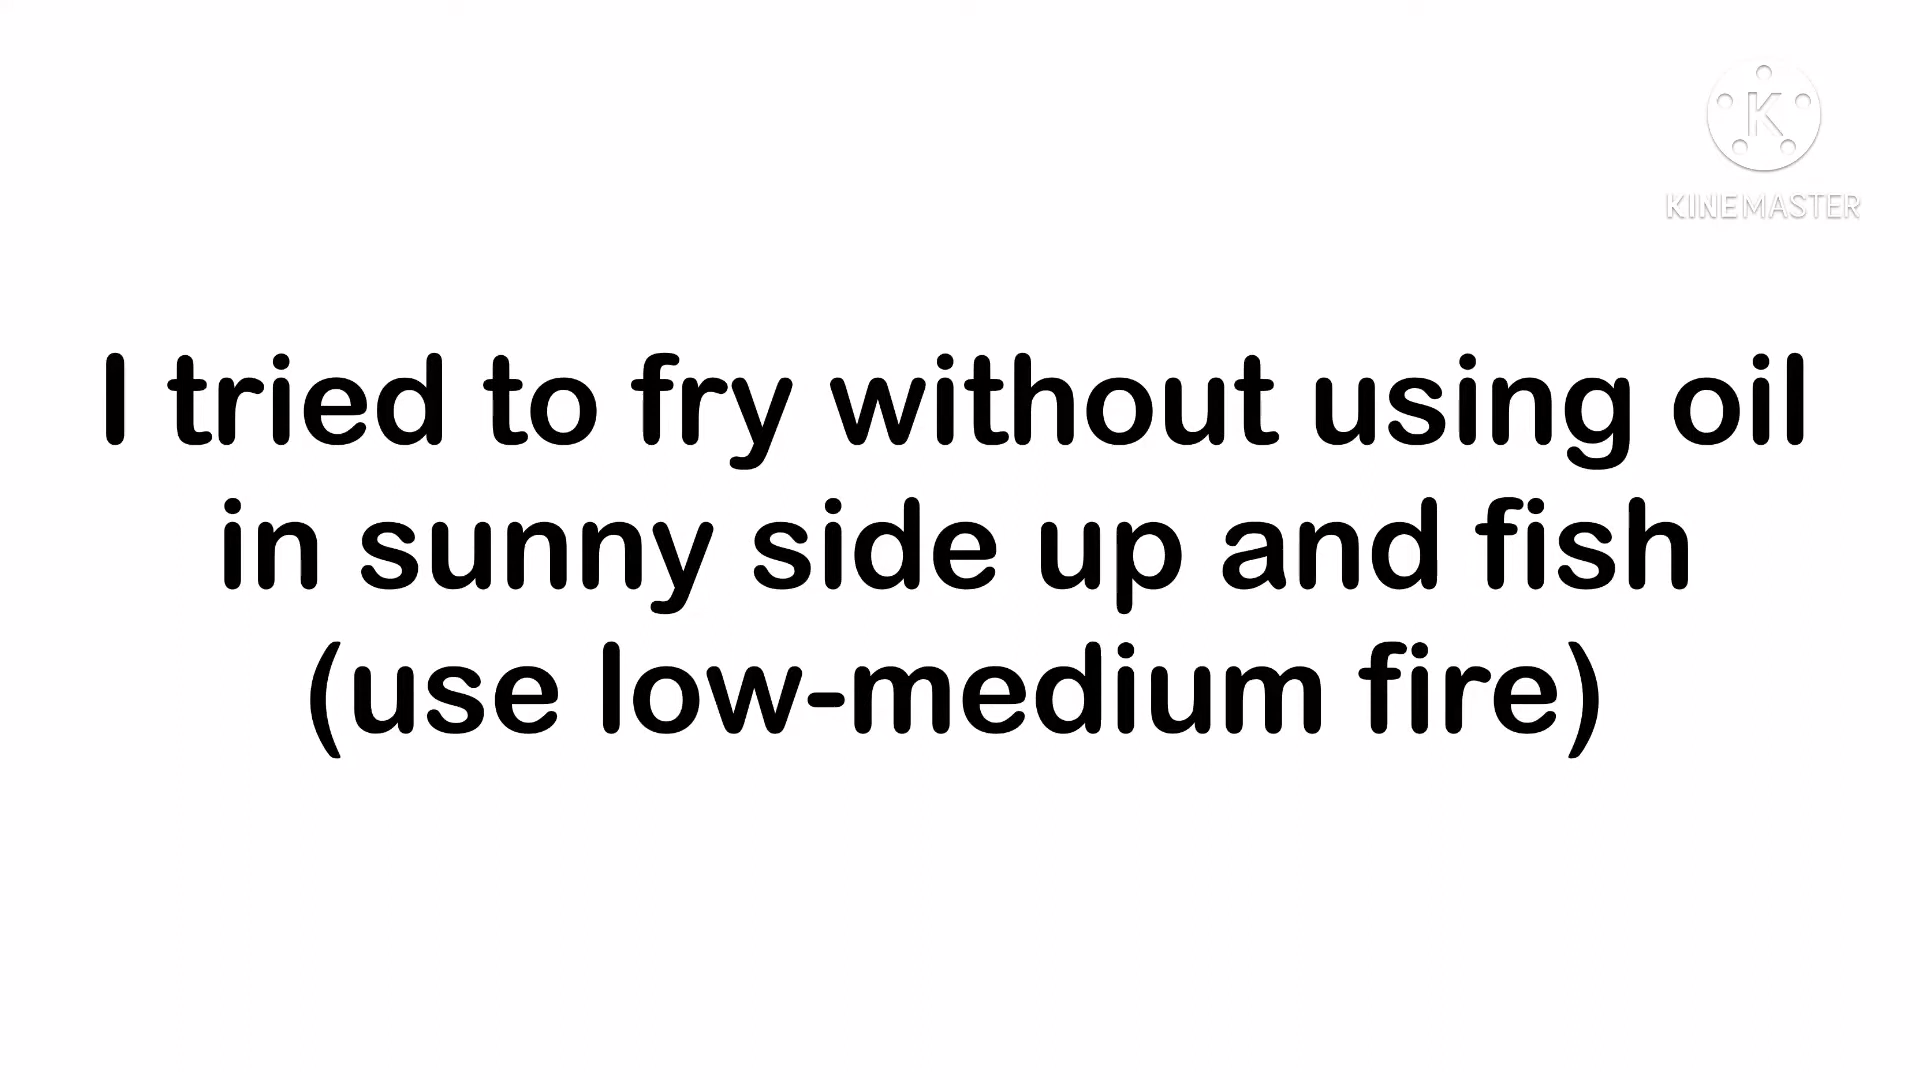 K
KINEMASTER
I tried to fry without using oil
in sunny side up and fish
(use low-medium fire)